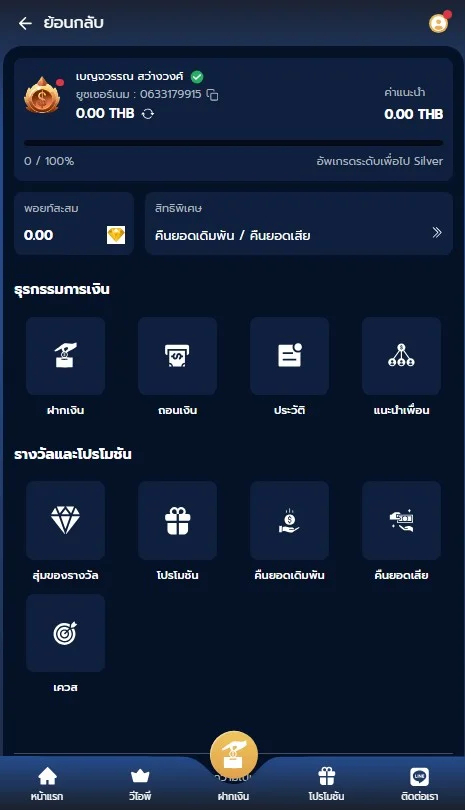 ย้อนกลับ
เบญจวรรณ สว่างวงค์
ยูซเซอร์เนม : 0633179915
0.00 THB
ค่าแนะนำ
0.00 THB
0 / 100%
อัพเกรดระดับเพื่อไป Silver
พอยท์สะสม
0.00
สิทธิพิเศษ
คืนยอดเดิมพัน / คืนยอดเสีย
ธุรกรรมการเงิน
ฝากเงิน
ถอนเงิน
ประวัติ
แนะนำเพื่อน
รางวัลและโปรโมชัน
สุ่มของรางวัล
โปรโมชัน
คืนยอดเดิมพัน
คืนยอดเสีย
เควส
หน้าแรก
วีไอพี
ฝากเงิน
โปรโมชัน
LINE
ติดต่อเรา